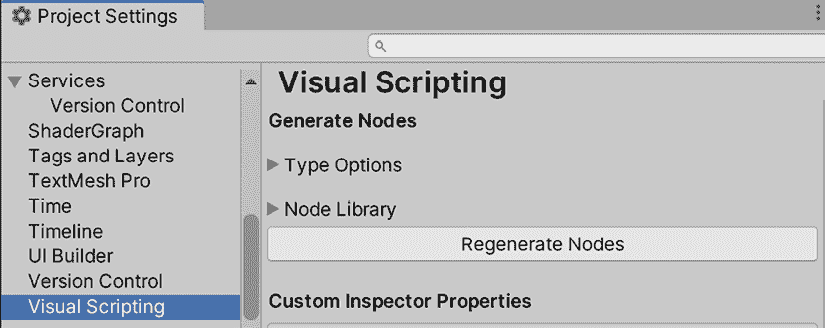 Project Settings
Services
Version Control
ShaderGraph
Tags and Layers
TextMesh Pro
Time
Timeline
UI Builder
Version Control
Visual Scripting
Visual Scripting
Generate Nodes
Type Options
Node Library
Regenerate Nodes
Custom Inspector Properties